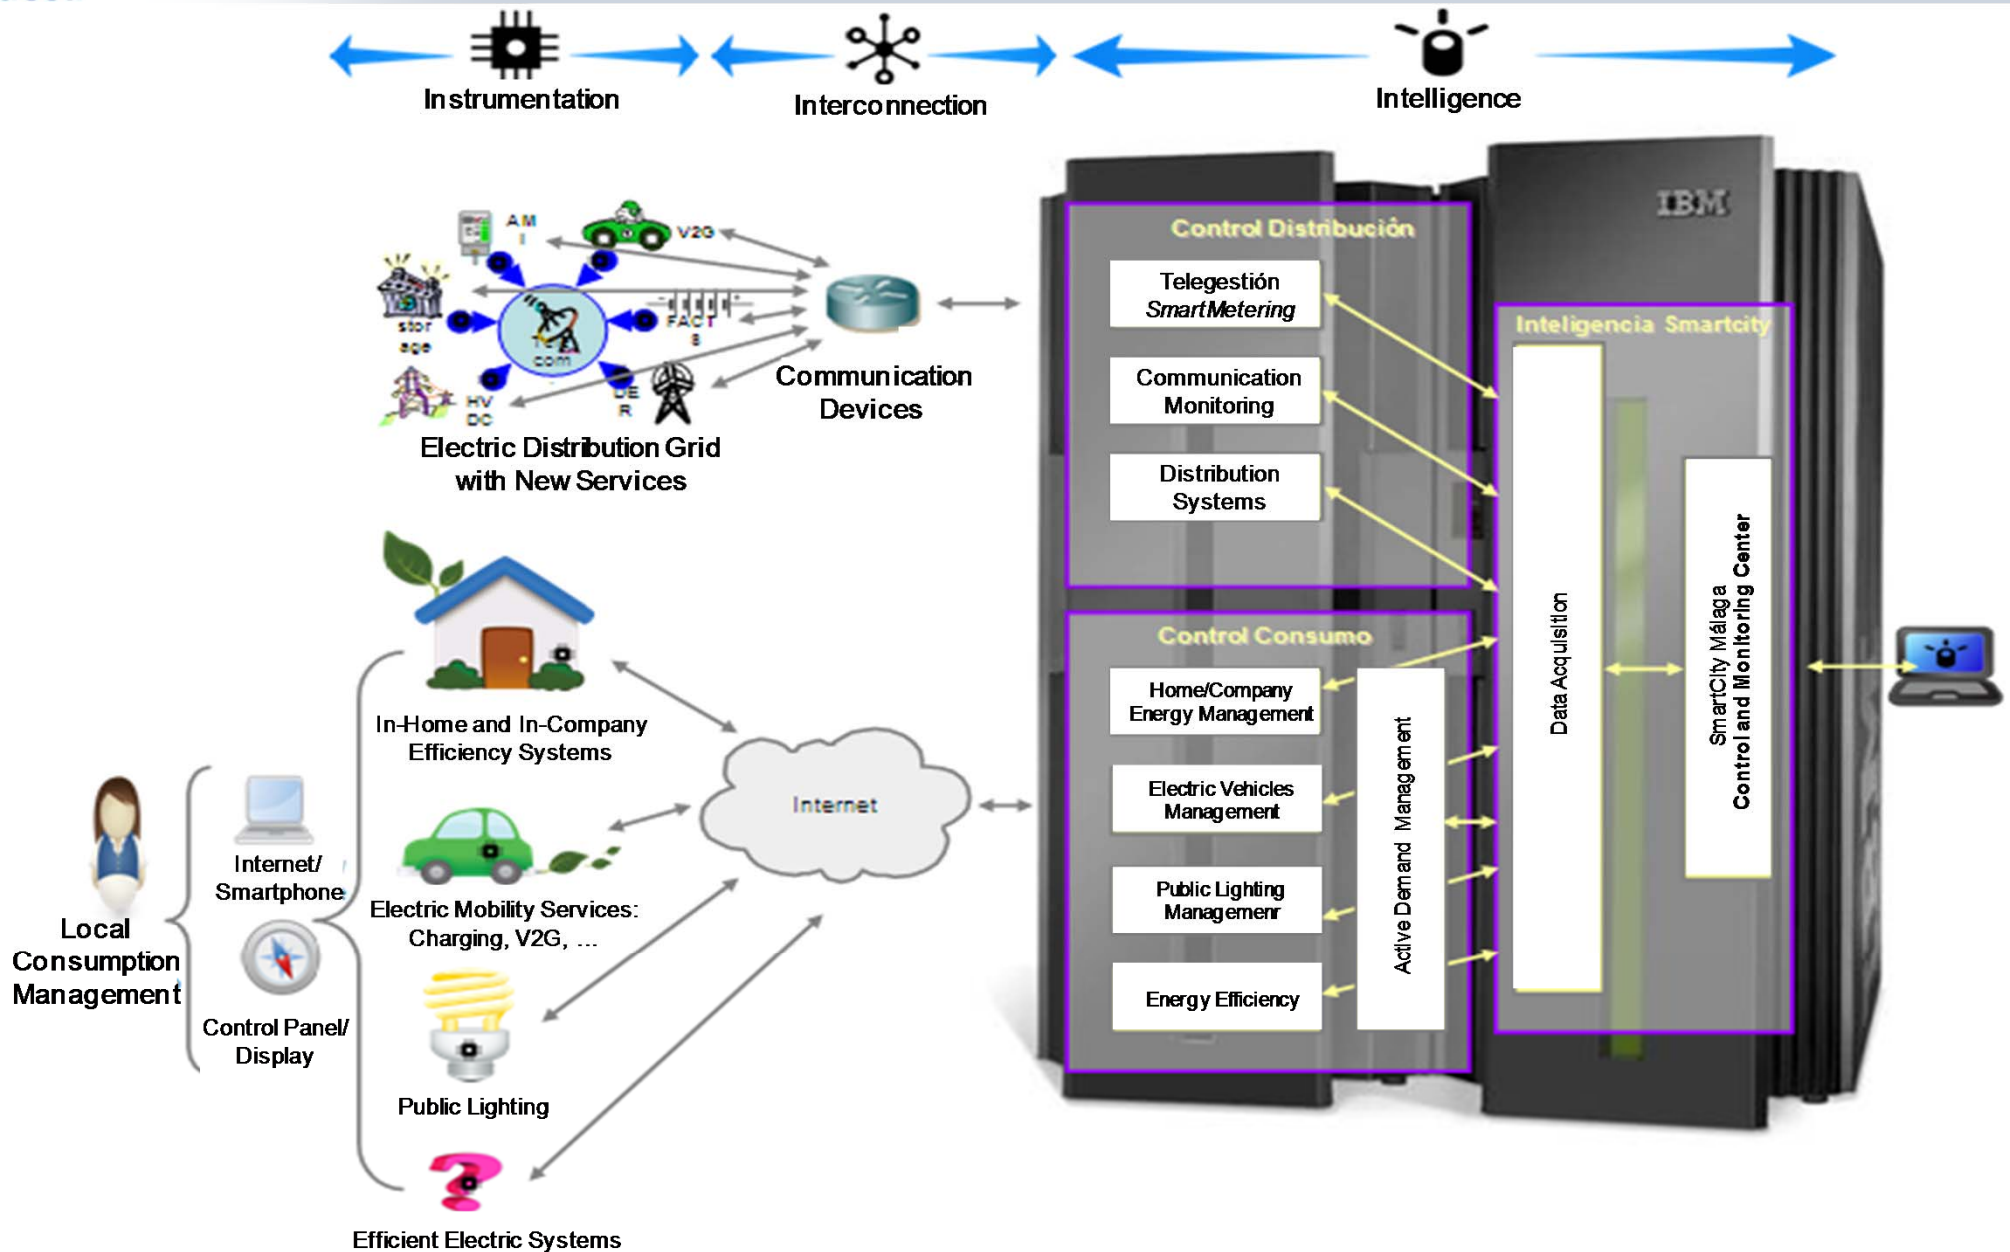 Instrumentation
Interconnection
Intelligence
IBM
AM
I
V2G
stor
age
FACT
S
com
HV
DC
DE
R
Communication
Devices
Electric Distribution Grid
with New Services
Control Distribución
Telegestión
SmartMetering
Communication
Monitoring
Distribution
Systems
Inteligencia Smartcity
Data Acquisition
SmartCity Málaga
Control and Monitoring Center
Control Consumo
Home/Company
Energy Management
Electric Vehicles
Management
Public Lighting
Managemenr
Energy Efficiency
Active Demand Management
In-Home and In-Company
Efficiency Systems
Internet
Internet/
Smartphone
Local
Consumption
Management
Control Panel/
Display
Electric Mobility Services:
Charging, V2G, ...
Public Lighting
Efficient Electric Systems